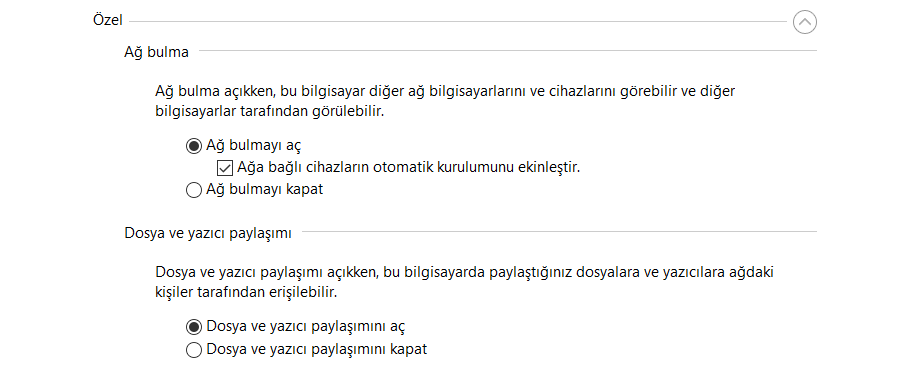 Özel
Ağ bulma
Ağ bulma açıkken, bu bilgisayar diğer ağ bilgisayarlarını ve cihazlarını görebilir ve diğer
bilgisayarlar tarafından görülebilir.
Ağ bulmayı aç
Ağa bağlı cihazların otomatik kurulumunu ekinleştir.
Ağ bulmayı kapat
Dosya ve yazıcı paylaşımı
Dosya ve yazıcı paylaşımı açıkken, bu bilgisayarda paylaştığınız dosyalara ve yazıcılara ağdaki
kişiler tarafından erişilebilir.
Dosya ve yazıcı paylaşımını aç
Dosya ve yazıcı paylaşımını kapat